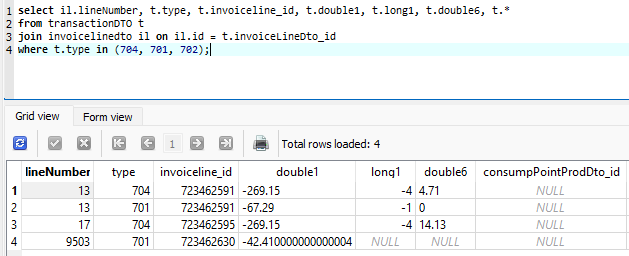 1 select il.lineNumber, t.type, t.invoiceline_id, t.double1, t.long1, t.double6, t.*
2 from transactionDTO t
3 join invoicelinedto il on il.id = t.invoiceLineDto_id
4 where t.type in (704, 701, 702);
Grid view Form view
1 Total rows loaded: 4
lineNumber type invoiceline_id double1 long1 double6 consumpPointProdDto_id
1 13 704 723462591 -269.15 -4 4.71 NULL
2 13 701 723462591 -67.29 -1 0 NULL
3 17 704 723462595 -269.15 -4 14.13 NULL
4 9503 701 723462630 -42.410000000000004 NULL NULL NULL